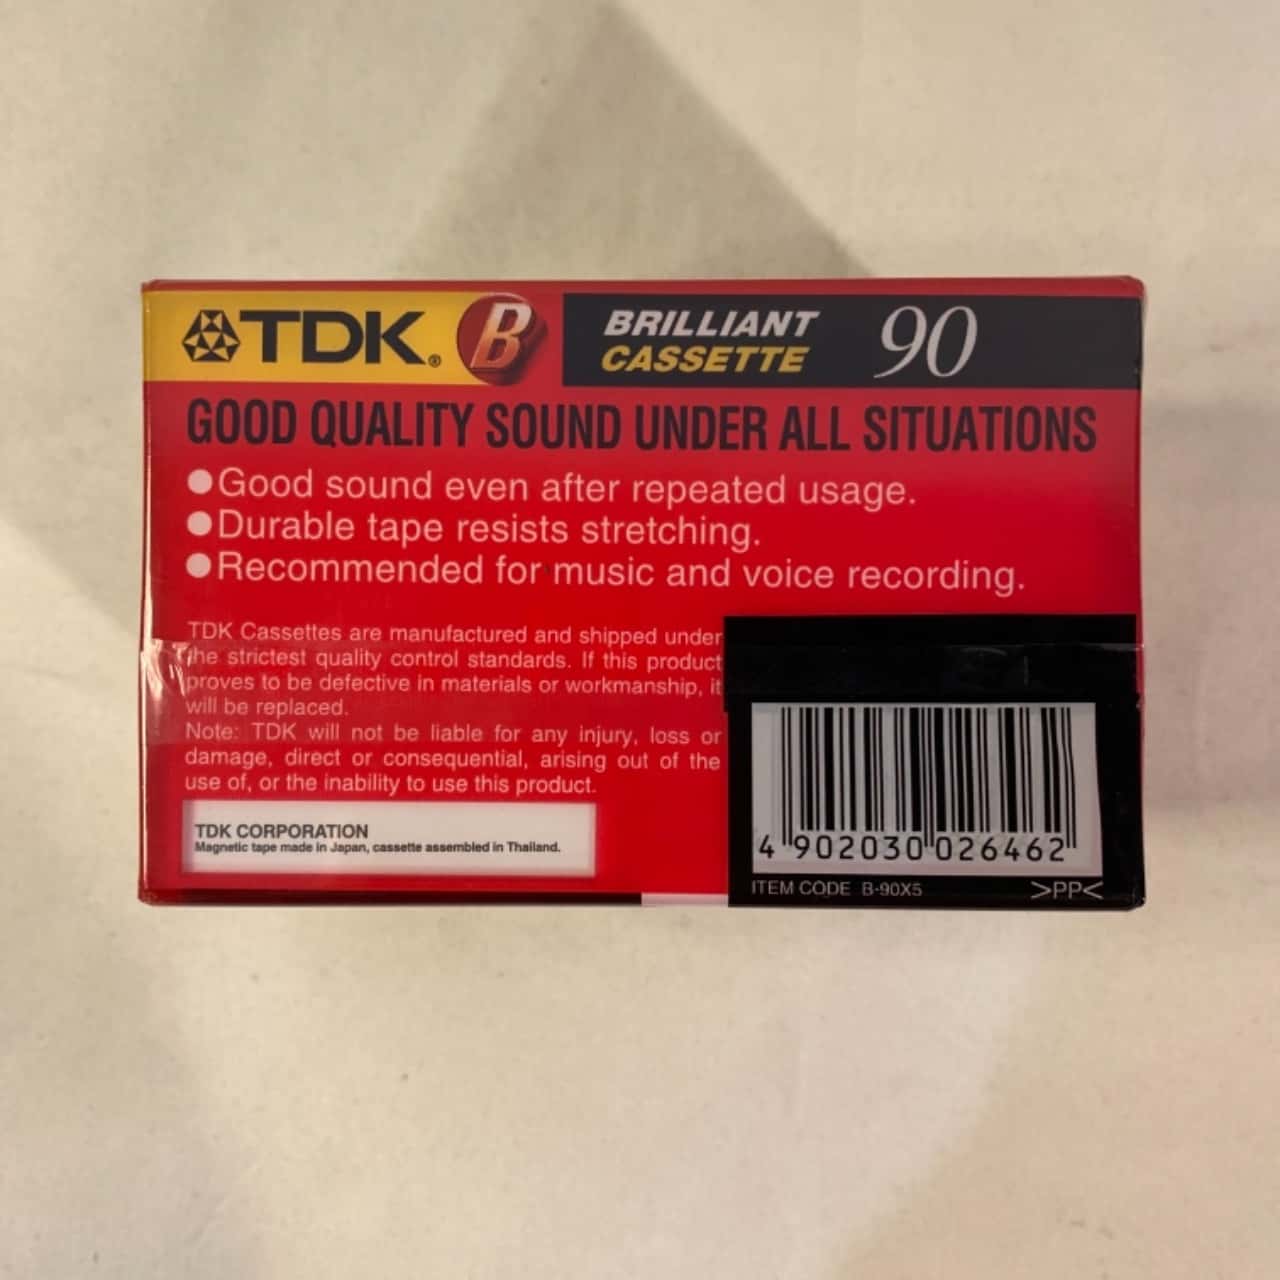 TDK® B BRILLIANT CASSETTE 90
GOOD QUALITY SOUND UNDER ALL SITUATIONS
●Good sound even after repeated usage.
●Durable tape resists stretching.
●Recommended for music and voice recording.
TDK Cassettes are manufactured and shipped under
the strictest quality control standards. If this product
proves to be defective in materials or workmanship, it
will be replaced.
Note: TDK will not be liable for any injury, loss or
damage, direct or consequential, arising out of the
use of, or the inability to use this product.
TDK CORPORATION
Magnetic tape made in Japan, cassette assembled in Thailand.
4 902030 026462
ITEM CODE B-90X5 >PP<